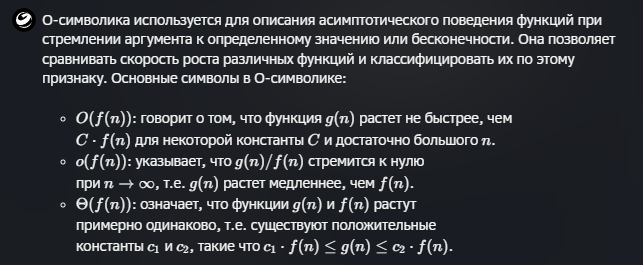 О-символика используется для описания асимптотического поведения функций при
стремлении аргумента к определенному значению или бесконечности. Она позволяет
сравнивать скорость роста различных функций и классифицировать их по этому
признаку. Основные символы в О-символике:
◦ O(f(n)): говорит о том, что функция g(n) растет не быстрее, чем
C · f(n) для некоторой константы C и достаточно большого n.
◦ o(f(n)): указывает, что g(n)/f(n) стремится к нулю
при n → ∞, т.е. g(n) растет медленнее, чем f(n).
◦ Θ(f(n)): означает, что функции g(n) и f(n) растут
примерно одинаково, т.е. существуют положительные
константы c₁ и c₂, такие что c₁ · f(n) ≤ g(n) ≤ c₂ · f(n).